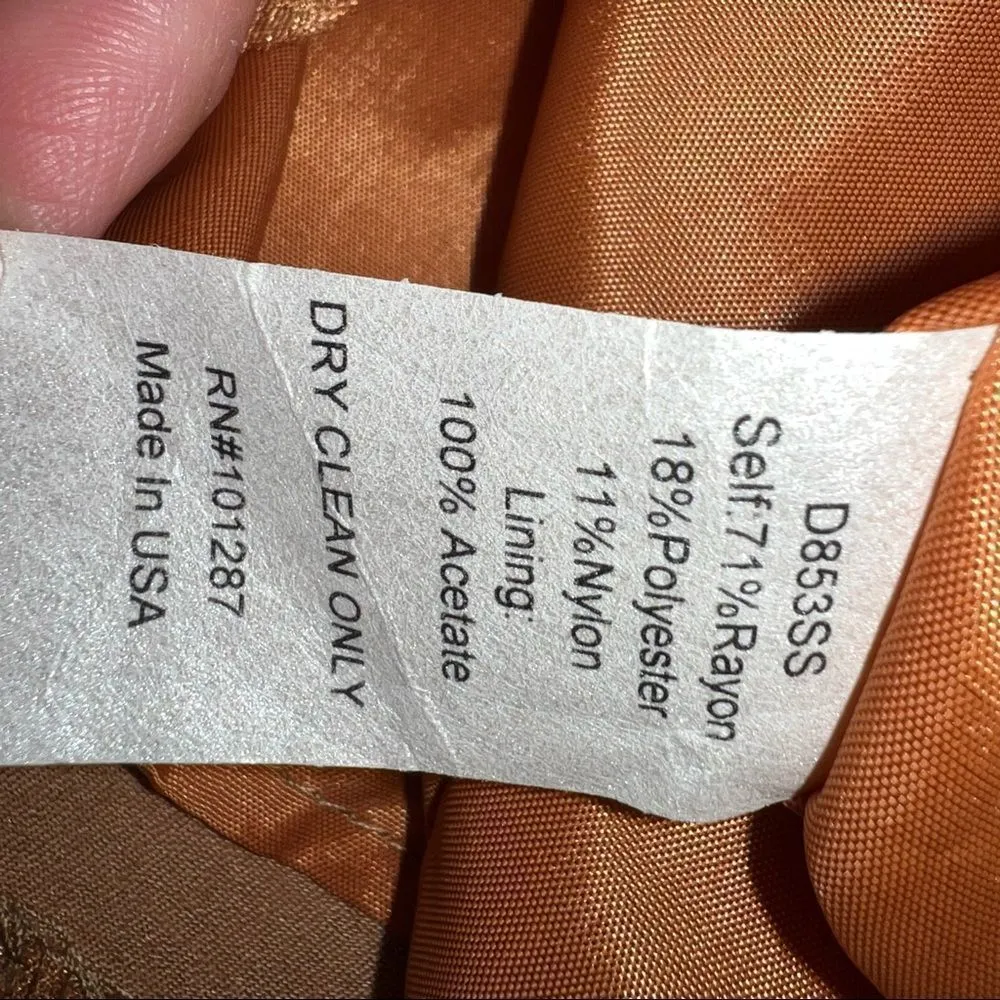 D853SS
Self:71%Rayon
18%Polyester
11%Nylon
Lining:
100% Acetate
DRY CLEAN ONLY
RN#101287
Made In USA